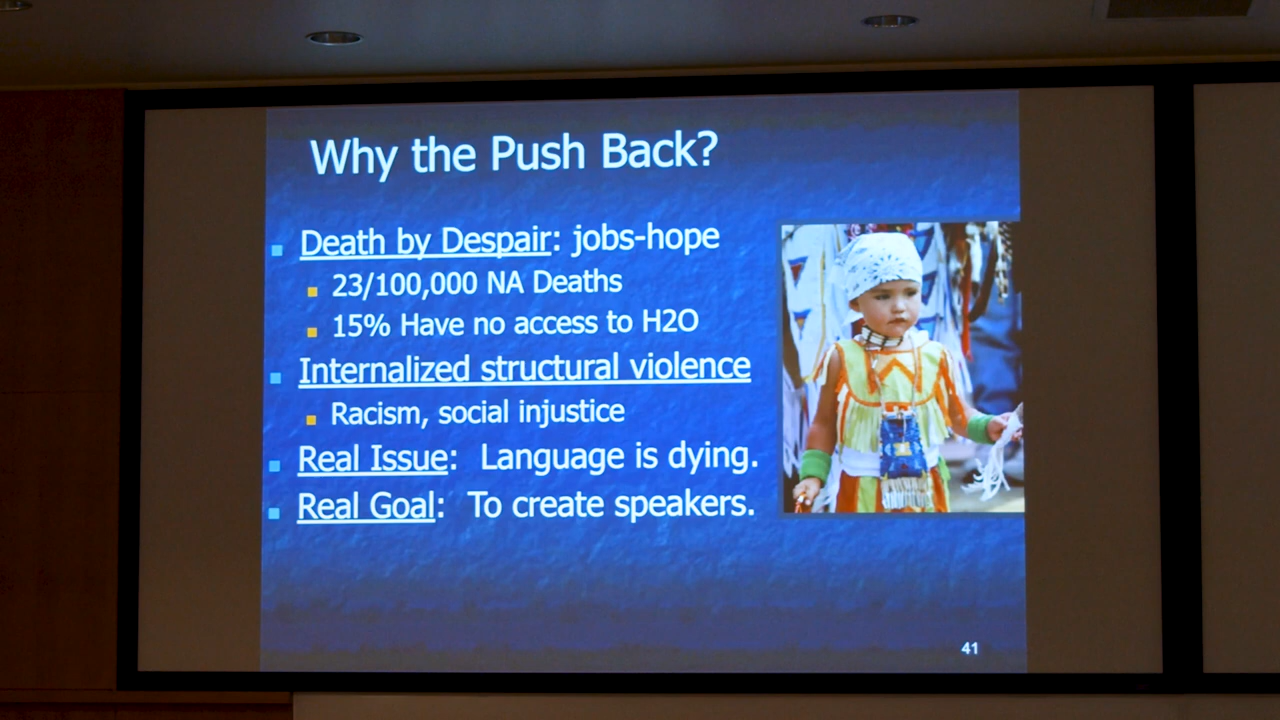 Why the Push Back?
Death by Despair: jobs-hope
23/100,000 NA Deaths
15% Have no access to H2O
Internalized structural violence
Racism, social injustice
Real Issue: Language is dying.
Real Goal: To create speakers.
41